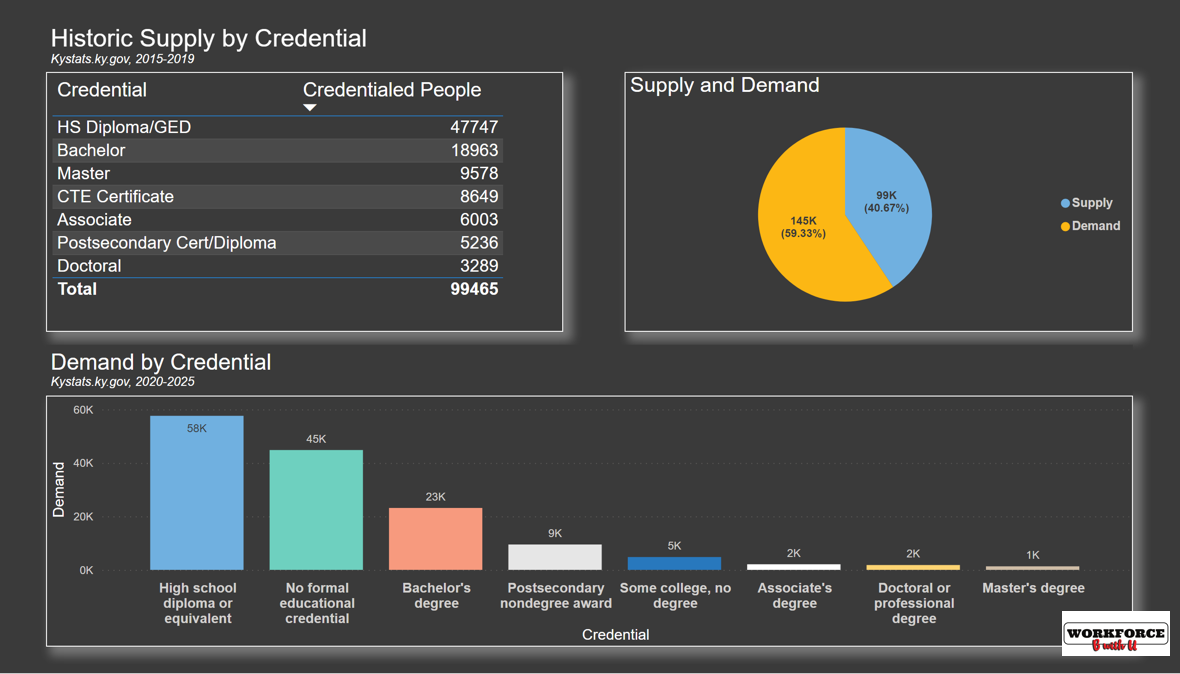 Historic Supply by Credential
Kystats.ky.gov, 2015-2019
Credential Credentialed People
HS Diploma/GED 47747
Bachelor 18963
Master 9578
CTE Certificate 8649
Associate 6003
Postsecondary Cert/Diploma 5236
Doctoral 3289
Total 99465
Supply and Demand
99K
(40.67%)
145K
(59.33%)
Supply
Demand
Demand by Credential
Kystats.ky.gov, 2020-2025
Demand
60K
40K
20K
0K
58K
45K
23K
9K
5K
2K
2K
1K
High school
diploma or
equivalent
No formal
educational
credential
Bachelor's
degree
Postsecondary
nondegree award
Some college, no
degree
Associate's
degree
Doctoral or
professional
degree
Master's degree
Credential
WORKFORCE
B with U